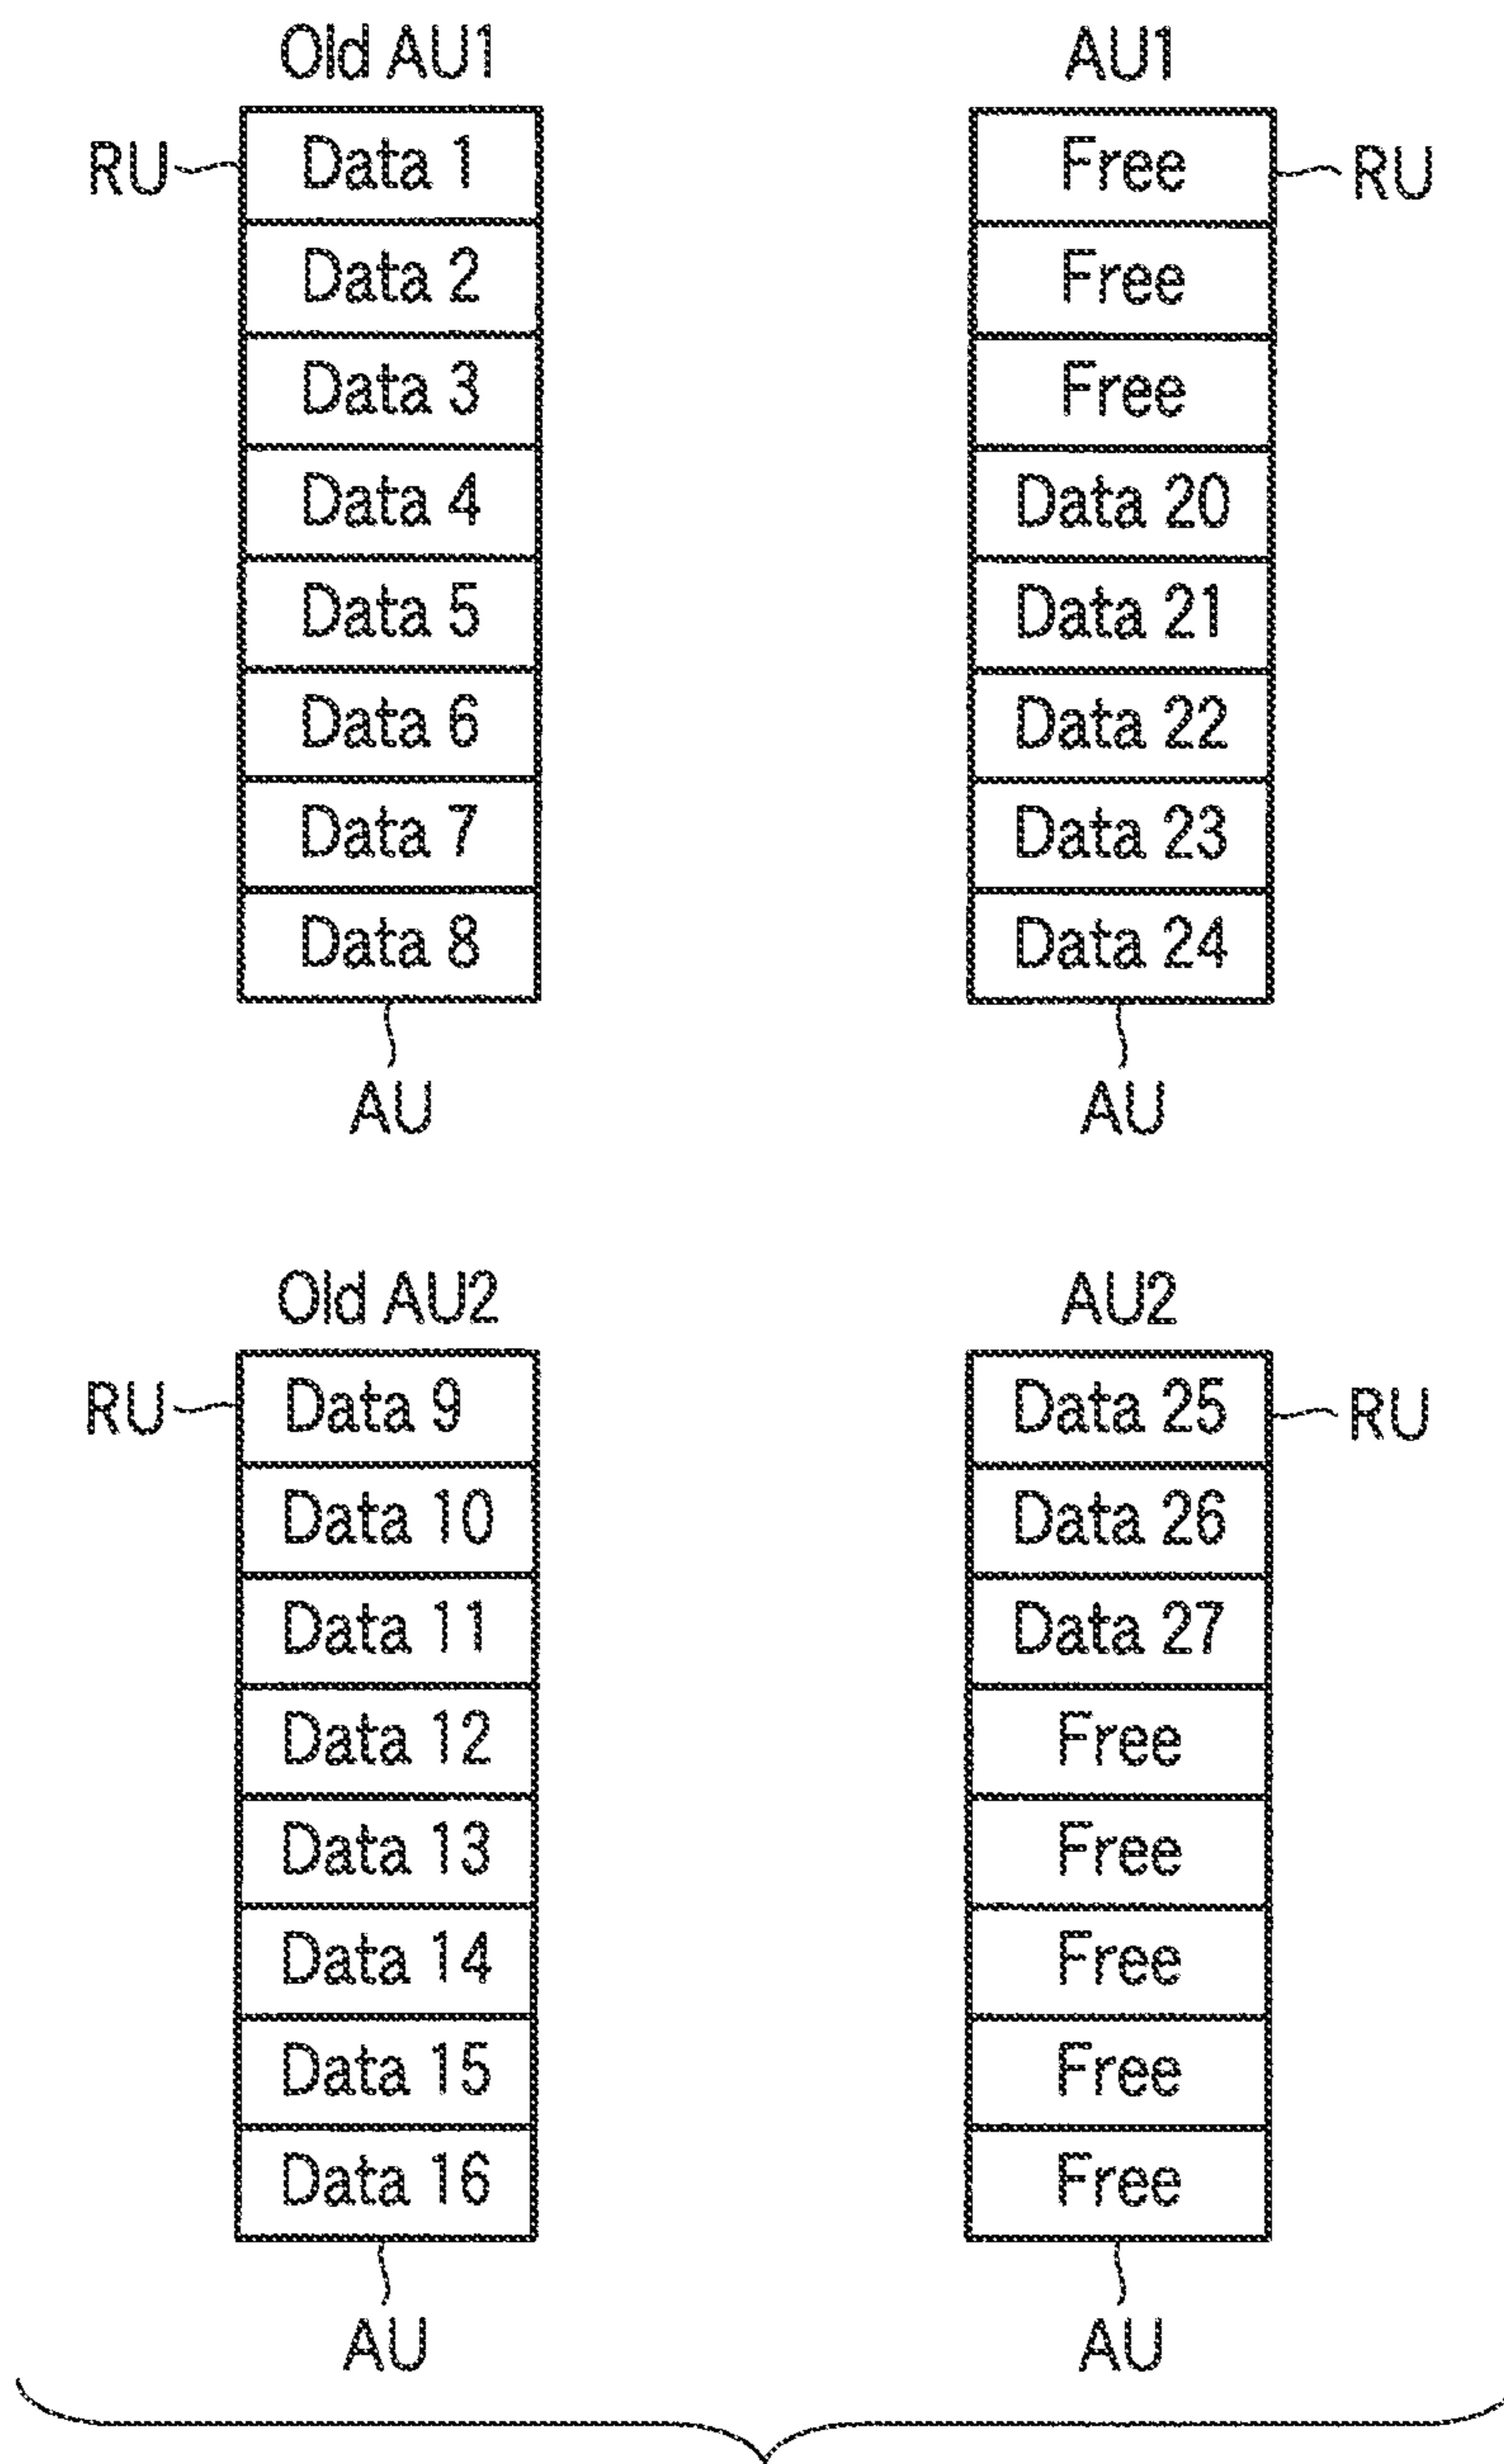 Old AU1
RU
Data 1
Data 2
Data 3
Data 4
Data 5
Data 6
Data 7
Data 8
AU
AU1
Free
RU
Free
Free
Data 20
Data 21
Data 22
Data 23
Data 24
AU
Old AU2
RU
Data 9
Data 10
Data 11
Data 12
Data 13
Data 14
Data 15
Data 16
AU
AU2
Data 25
RU
Data 26
Data 27
Free
Free
Free
Free
Free
AU